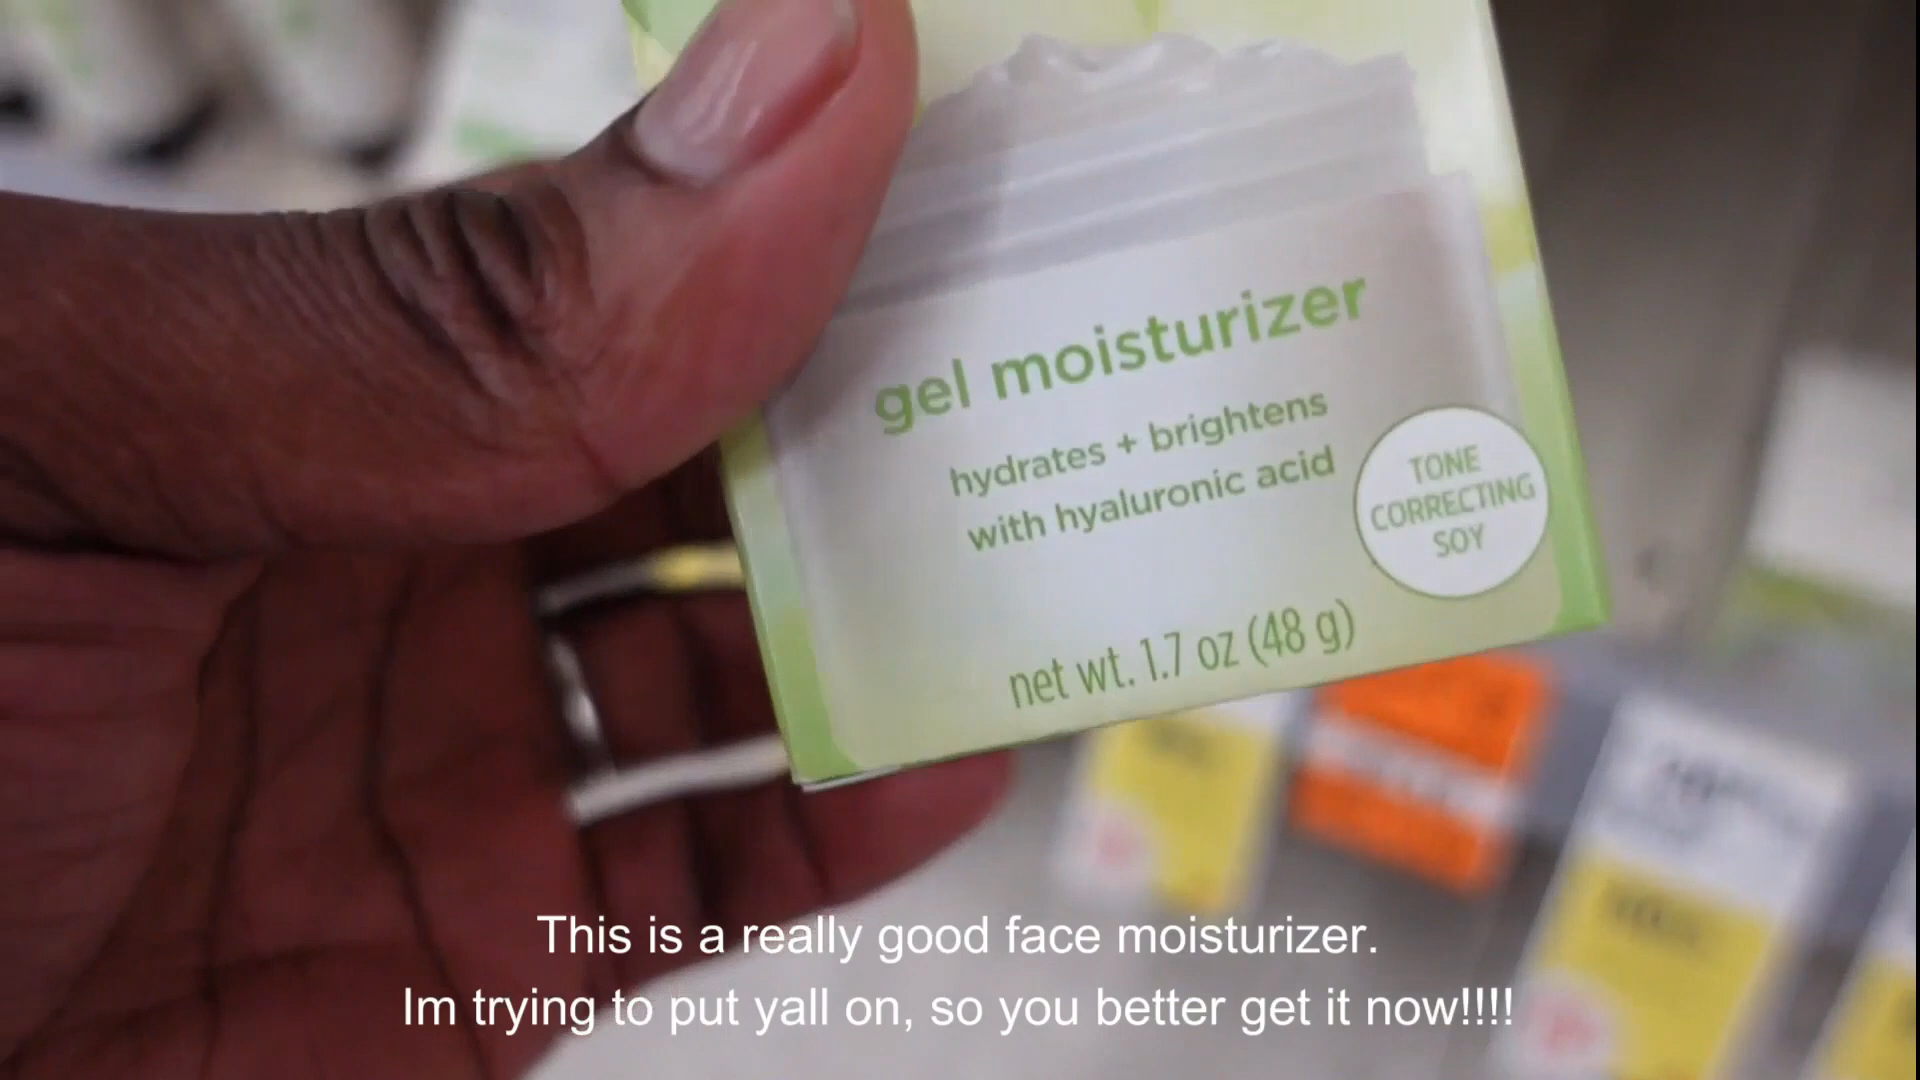 gel moisturizer
hydrates + brightens
with hyaluronic acid
TONE
CORRECTING
SOY
net wt. 1.7 oz (48 g)
This is a really good face moisturizer.
Im trying to put yall on, so you better get it now!!!!